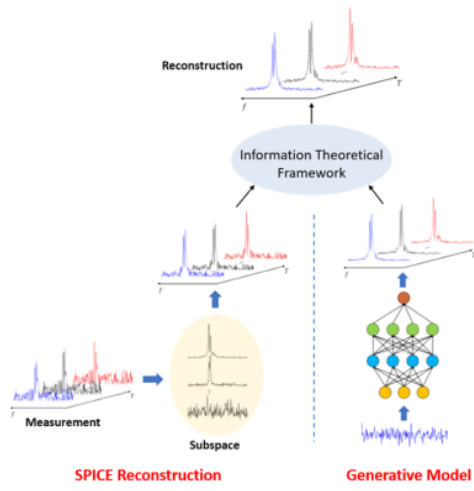 Reconstruction
f
T
Information Theoretical
Framework
f
T
f
f
T
Measurement
Subspace
SPICE Reconstruction
Generative Model